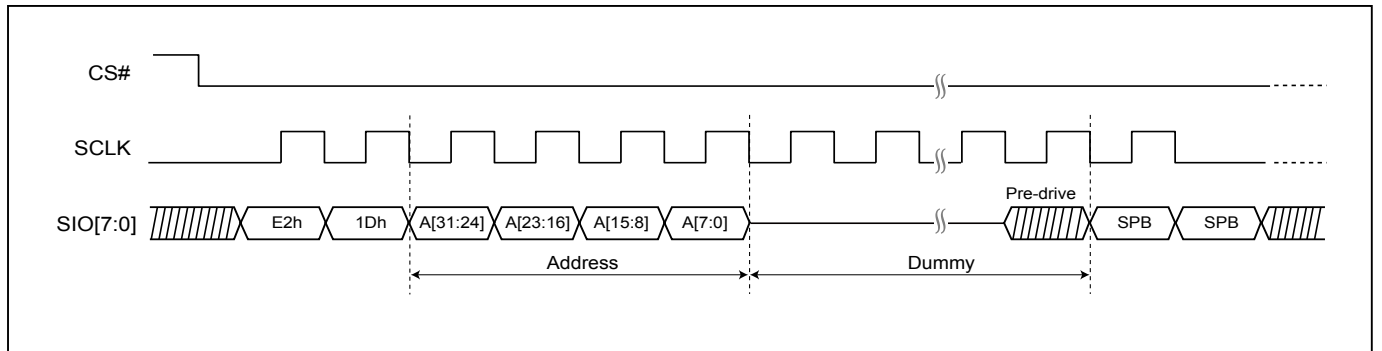 CS#
SCLK
Pre-drive
SIO[7:0] E2h 1Dh A[31:24] A[23:16] A[15:8] A[7:0] SPB SPB
Address Dummy